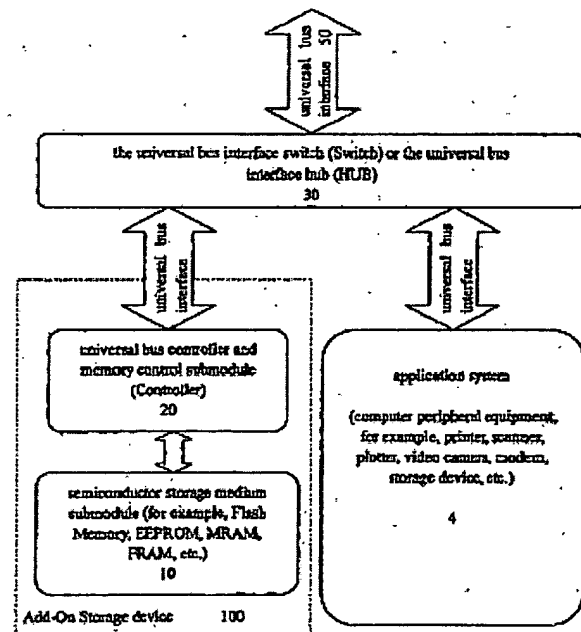 universal bus
interface 50
the universal bus interface switch (Switch) or the universal bus
interface hub (HUB)
30
universal bus
interface
universal bus
interface
universal bus controller and
memory control submodule
(Controller)
20
semiconductor storage medium
submodule (for example, Flash
Memory, EEPROM, MRAM,
FRAM, etc.)
10
Add-On Storage device 100
application system
(computer peripheral equipment,
for example, printer, scanner,
plotter, video camera, modem,
storage device, etc.)
4